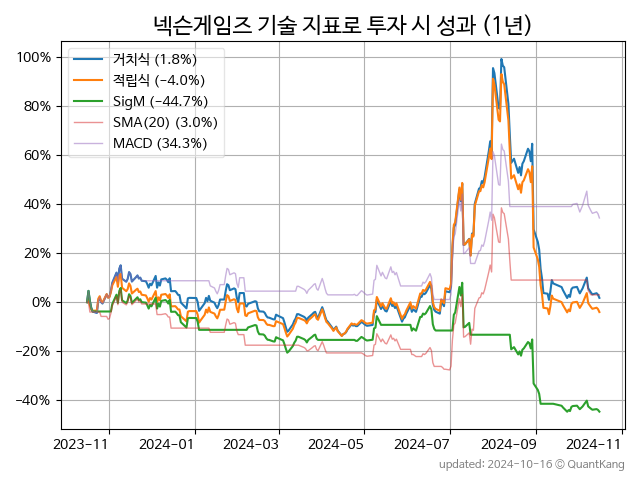 넥슨게임즈 기술 지표로 투자 시 성과 (1년)
거치식 (1.8%)
적립식 (−4.0%)
SigM (−44.7%)
SMA(20) (3.0%)
MACD (34.3%)
100%
80%
60%
40%
20%
0%
−20%
−40%
2023-11 2024-01 2024-03 2024-05 2024-07 2024-09 2024-11
updated: 2024-10-16 © QuantKang